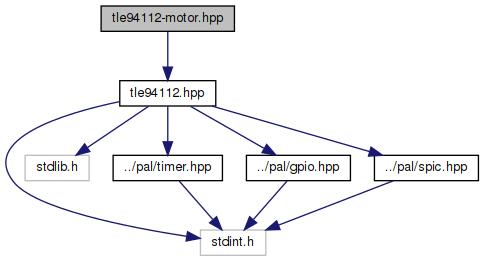 tle94112-motor.hpp
tle94112.hpp
stdlib.h
../pal/timer.hpp
../pal/gpio.hpp
../pal/spic.hpp
stdint.h